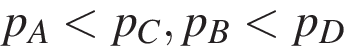 $p_A < p_C, p_B < p_D$